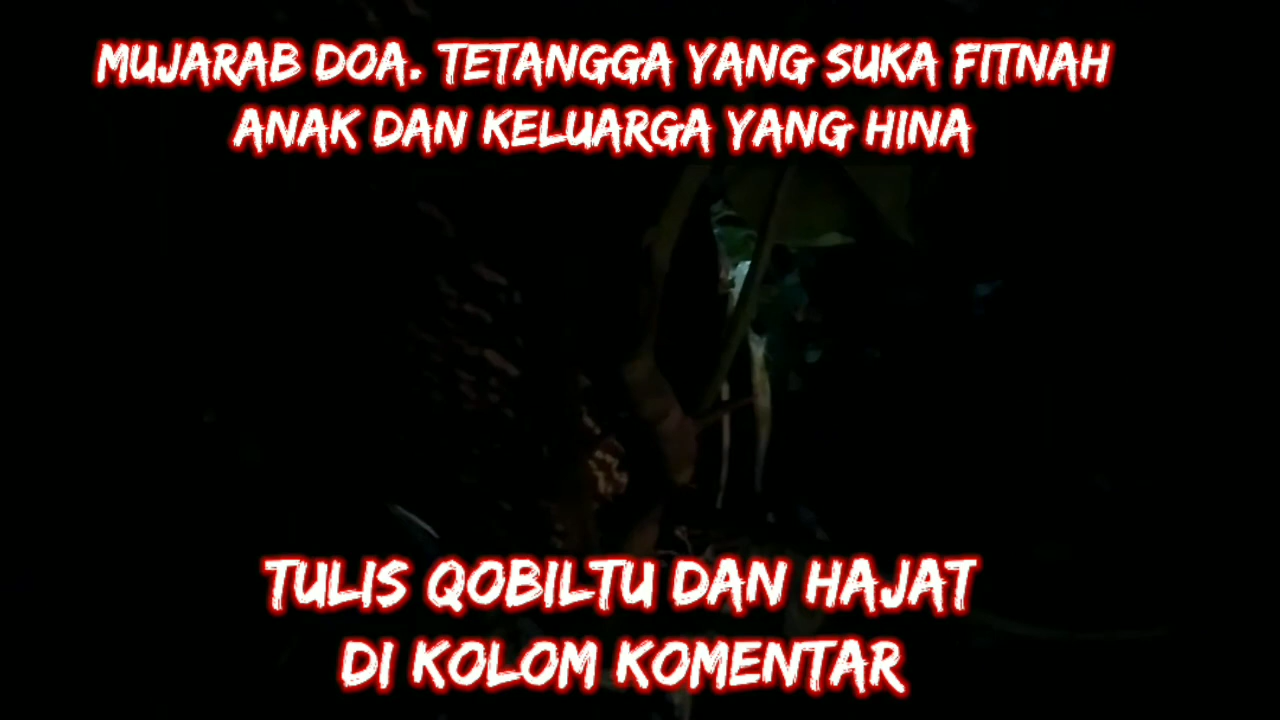 MUJARAB DOA. TETANGGA YANG SUKA FITNAH
ANAK DAN KELUARGA YANG HINA
TULIS QOBILTU DAN HAJAT
DI KOLOM KOMENTAR